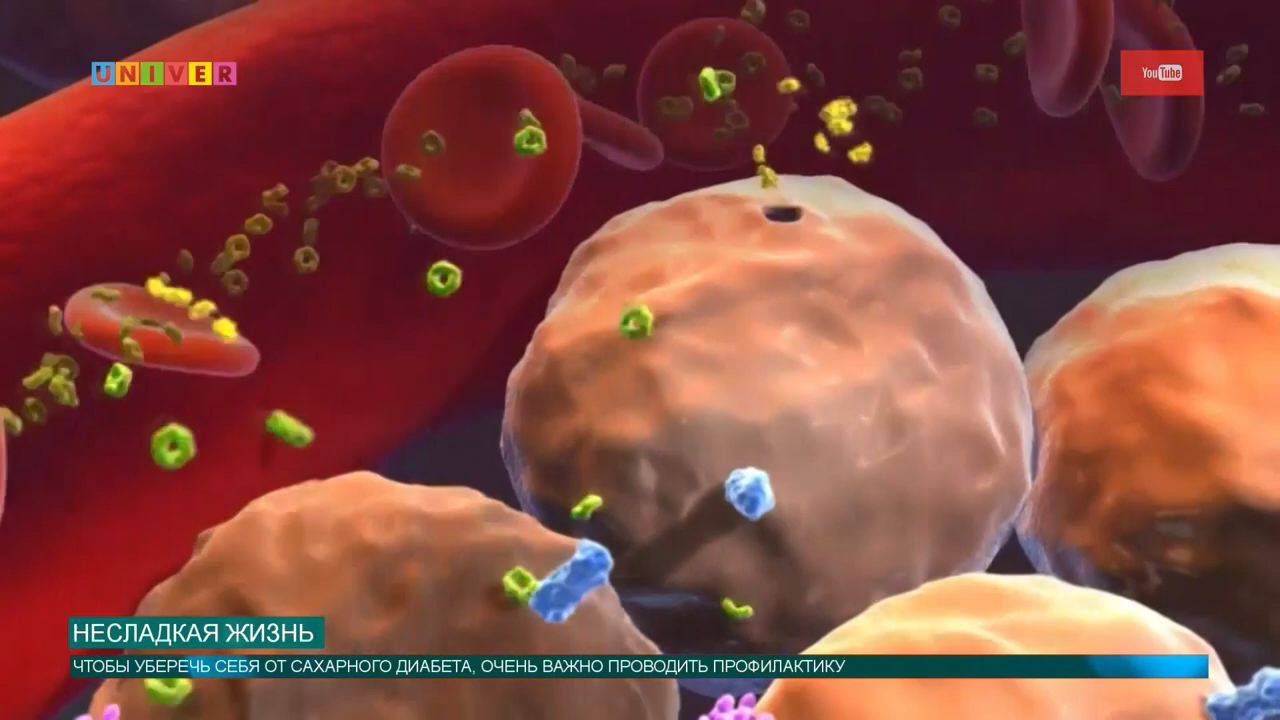 UNIVER
YouTube
НЕСЛАДКАЯ ЖИЗНЬ
ЧТОБЫ УБЕРЕЧЬ СЕБЯ ОТ САХАРНОГО ДИАБЕТА, ОЧЕНЬ ВАЖНО ПРОВОДИТЬ ПРОФИЛАКТИКУ